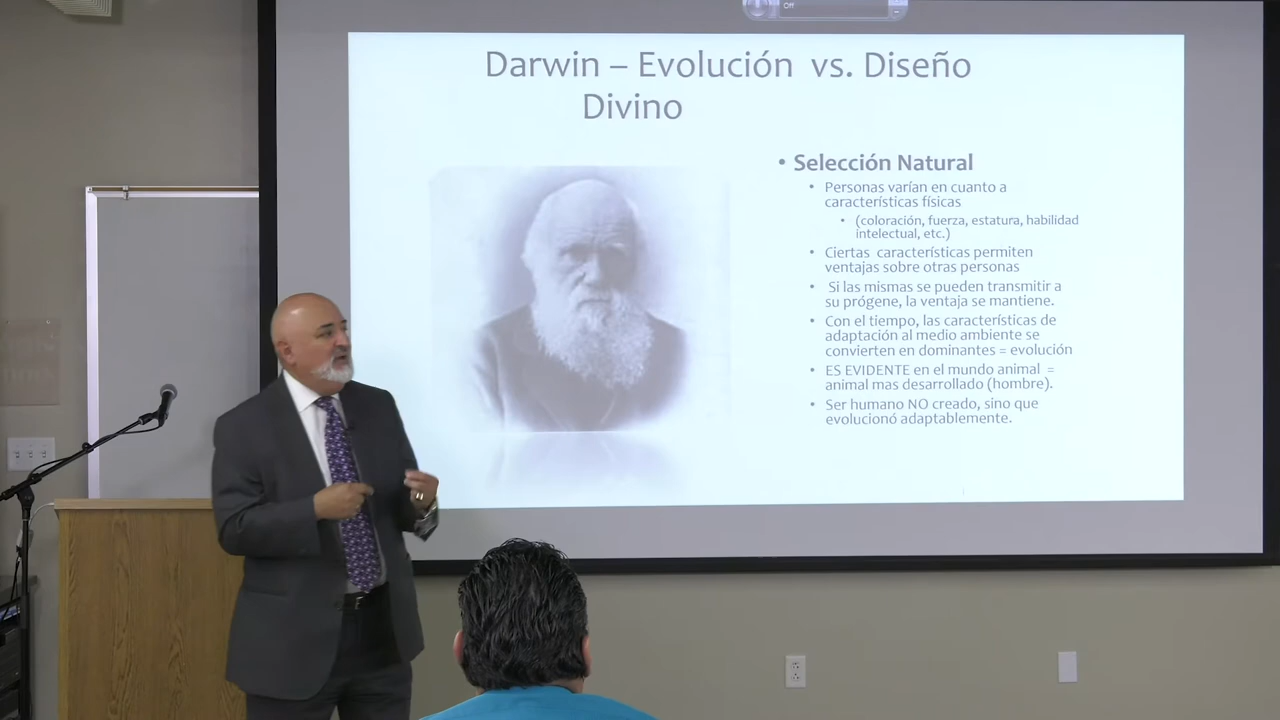 Off
Darwin – Evolución vs. Diseño
Divino
• Selección Natural
• Personas varían en cuanto a
características físicas
• (coloración, fuerza, estatura, habilidad
intelectual, etc.)
• Ciertas características permiten
ventajas sobre otras personas
• Si las mismas se pueden transmitir a
su prógene, la ventaja se mantiene.
• Con el tiempo, las características de
adaptación al medio ambiente se
convierten en dominantes = evolución
• ES EVIDENTE en el mundo animal =
animal mas desarrollado (hombre).
• Ser humano NO creado, sino que
evolucionó adaptablemente.